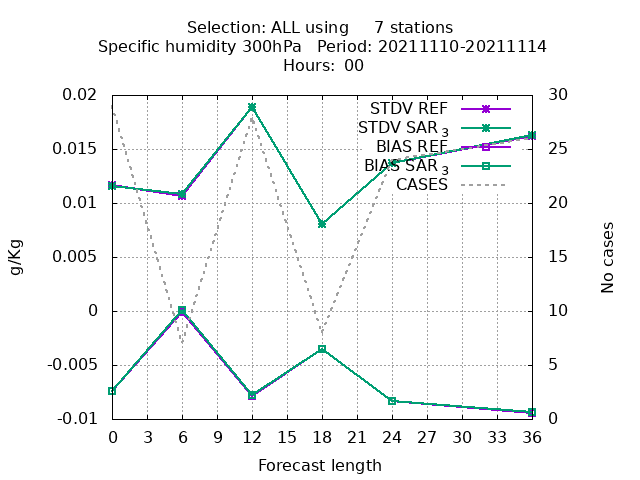 Selection: ALL using     7 stations
Specific humidity 300hPa   Period: 20211110-20211114
Hours:  00
0.02
0.015
0.01
0.005
0
-0.005
-0.01
g/Kg
STDV REF
STDV SAR 3
BIAS REF
BIAS SAR 3
CASES
30
25
20
15
10
5
0
No cases
0 3 6 9 12 15 18 21 24 27 30 33 36
Forecast length